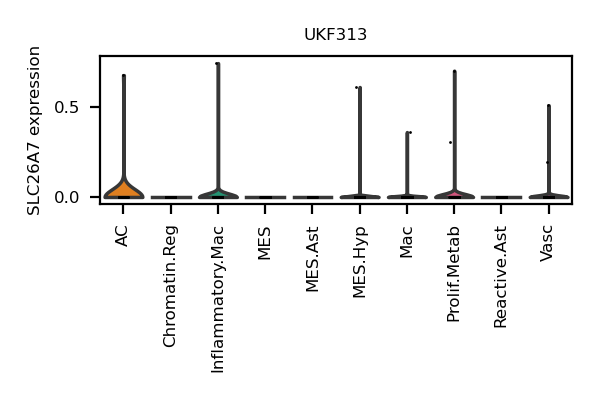 UKF313
SLC26A7 expression
0.5
0.0
AC
Chromatin.Reg
Inflammatory.Mac
MES
MES.Ast
MES.Hyp
Mac
Prolif.Metab
Reactive.Ast
Vasc